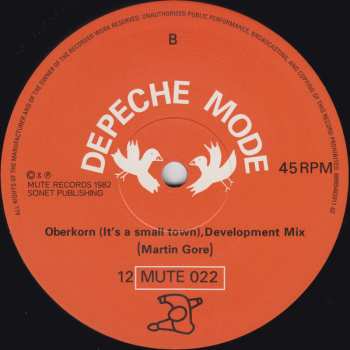 ALL RIGHTS OF THE MANUFACTURER AND OF THE OWNER OF THE RECORDED WORK RESERVED. UNAUTHORISED PUBLIC PERFORMANCE, BROADCASTING AND COPYING OF THIS RECORD PROHIBITED.
B
DEPECHE MODE
© ℗
MUTE RECORDS 1982
SONET PUBLISHING
45 RPM
Oberkorn (It's a small town), Development Mix
(Martin Gore)
12 MUTE 022